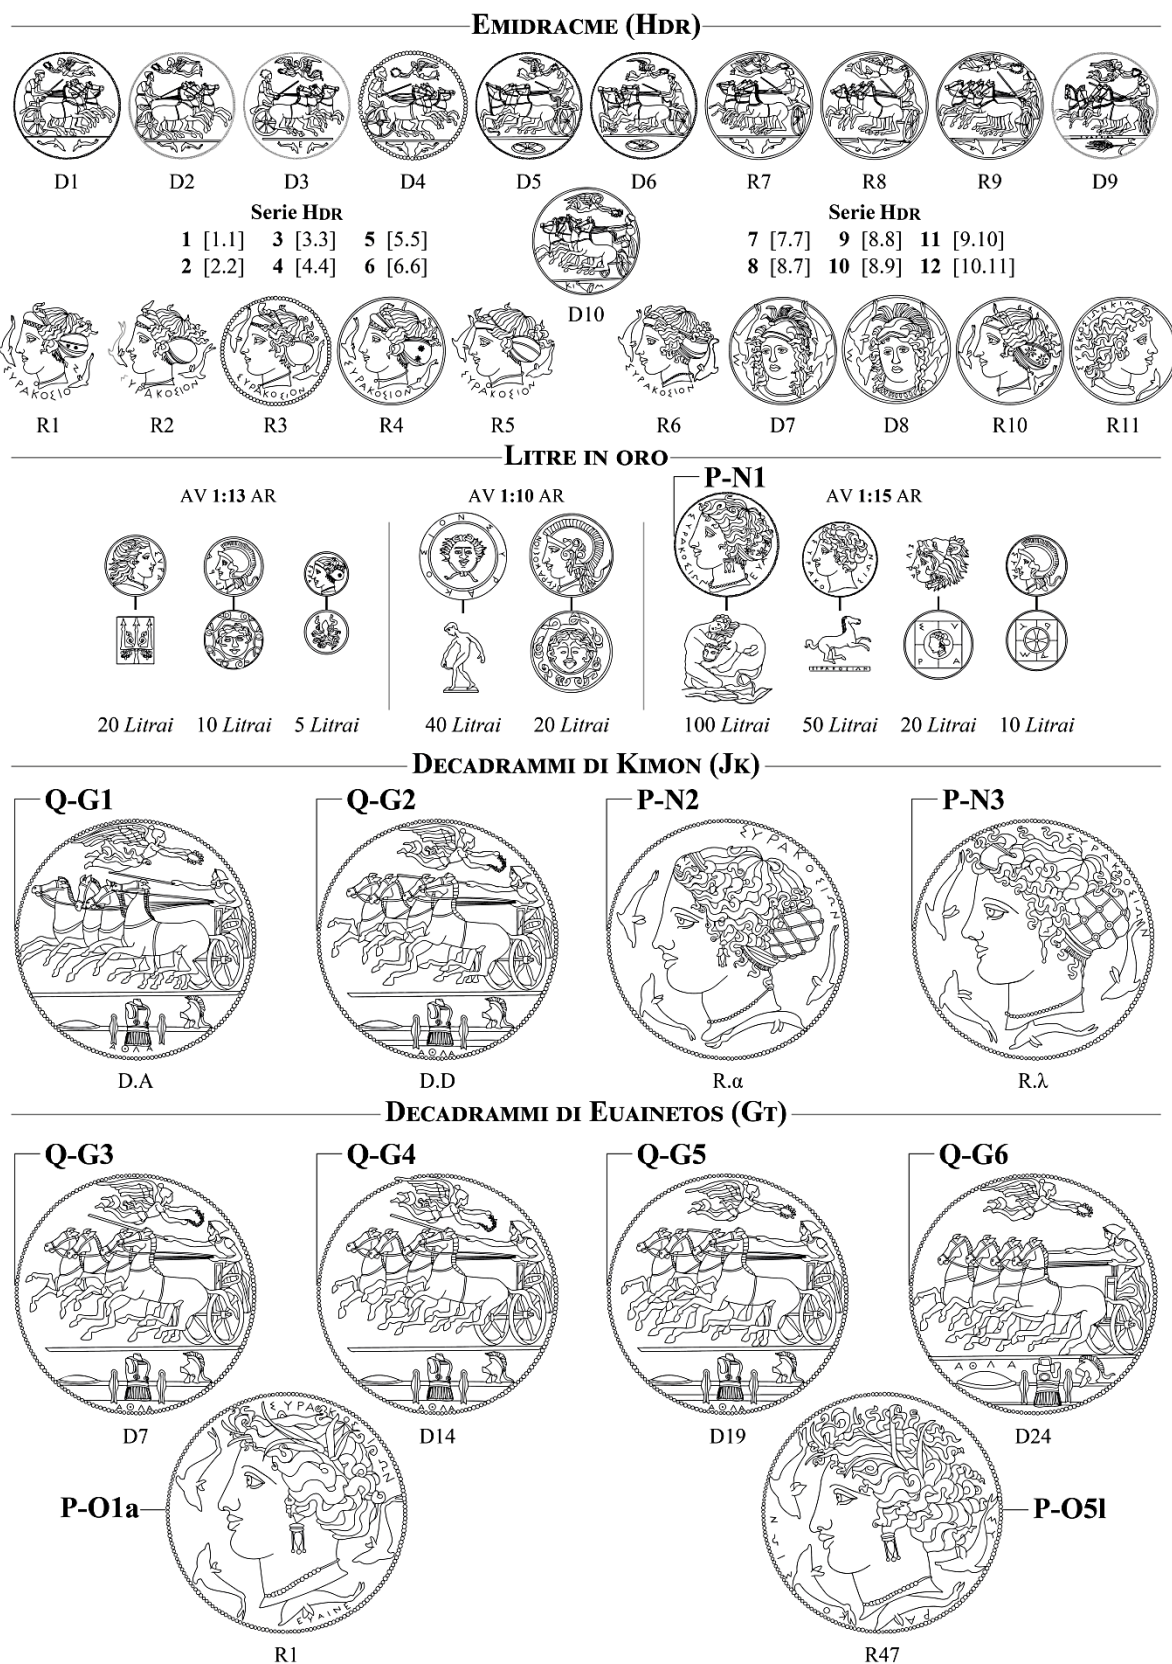 EMIDRACME (HDR)
D1 D2 D3 D4 D5 D6 R7 R8 R9 D9
Serie HDR
1 [1.1] 3 [3.3] 5 [5.5]
2 [2.2] 4 [4.4] 6 [6.6]
D10
Serie HDR
7 [7.7] 9 [8.8] 11 [9.10]
8 [8.7] 10 [8.9] 12 [10.11]
ΣΥΡΑΚΟΣΙΟ
ΣΥΡΑΚΟΣΙΟΝ
ΣΥΡΑΚΟΣΙΟΝ
ΣΥΡΑΚΟΣΙΟΝ
ΣΥΡΑΚΟΣΙΟΝ
ΣΥΡΑΚΟΣΙΟΝ
R1 R2 R3 R4 R5 R6 D7 D8 R10 R11
LITRE IN ORO
AV 1:13 AR
AV 1:10 AR
P-N1
AV 1:15 AR
20 Litrai 10 Litrai 5 Litrai 40 Litrai 20 Litrai 100 Litrai 50 Litrai 20 Litrai 10 Litrai
DECADRAMMI DI KIMON (JK)
Q-G1 Q-G2 P-N2 P-N3
ΣΥΡΑΚΟΣΙΩΝ
ΣΥΡΑΚΟΣΙΩΝ
ΑΘΛΑ
ΑΘΛΑ
D.A D.D R.α R.λ
DECADRAMMI DI EUAINETOS (GT)
Q-G3 Q-G4 Q-G5 Q-G6
ΑΘΛΑ
ΑΘΛΑ
ΑΘΛΑ
ΑΘΛΑ
D7 D14 D19 D24
ΣΥΡΑΚΟΣΙΩΝ
P-O1a
P-O5l
ΕΥΑΙΝΕ
R1 R47